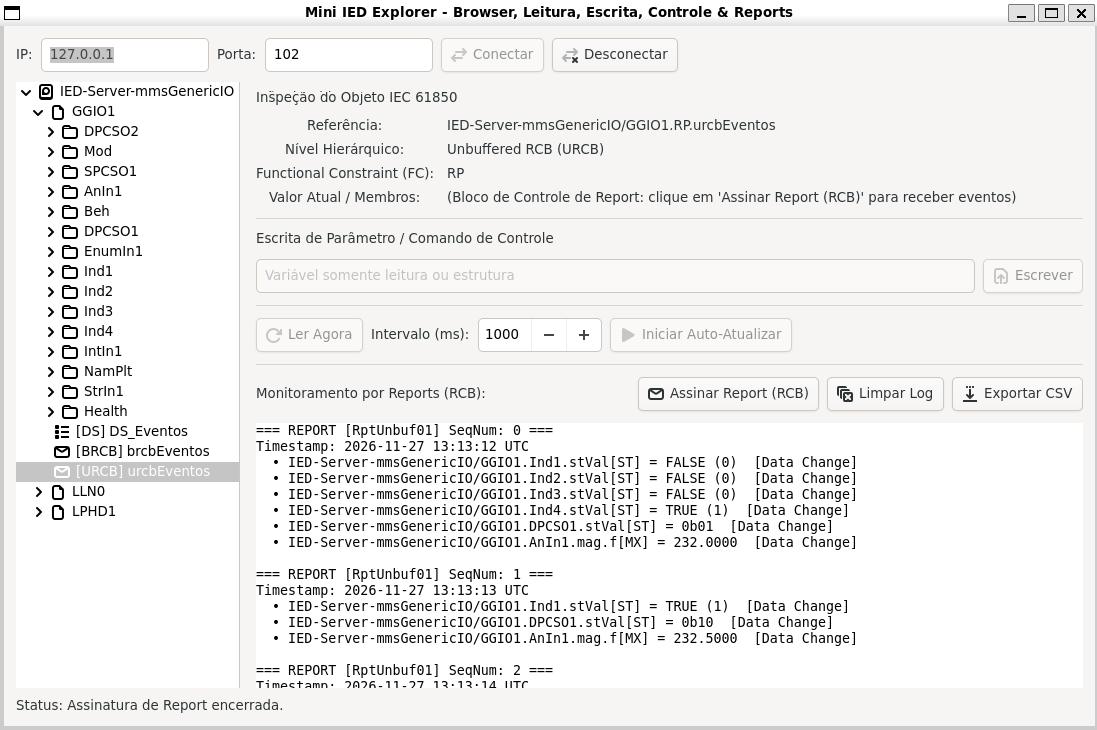 Mini IED Explorer - Browser, Leitura, Escrita, Controle & Reports
IP: 127.0.0.1 Porta: 102 Conectar Desconectar
IED-Server-mmsGenericIO
GGIO1
DPCSO2
Mod
SPCSO1
AnIn1
Beh
DPCSO1
EnumIn1
Ind1
Ind2
Ind3
Ind4
IntIn1
NamPlt
StrIn1
Health
[DS] DS_Eventos
[BRCB] brcbEventos
[URCB] urcbEventos
LLN0
LPHD1
Inspeção do Objeto IEC 61850
Referência: IED-Server-mmsGenericIO/GGIO1.RP.urcbEventos
Nível Hierárquico: Unbuffered RCB (URCB)
Functional Constraint (FC): RP
Valor Atual / Membros: (Bloco de Controle de Report: clique em 'Assinar Report (RCB)' para receber eventos)
Escrita de Parâmetro / Comando de Controle
Variável somente leitura ou estrutura Escrever
Ler Agora Intervalo (ms): 1000 − + Iniciar Auto-Atualizar
Monitoramento por Reports (RCB): Assinar Report (RCB) Limpar Log Exportar CSV
=== REPORT [RptUnbuf01] SeqNum: 0 ===
Timestamp: 2026-11-27 13:13:12 UTC
• IED-Server-mmsGenericIO/GGIO1.Ind1.stVal[ST] = FALSE (0) [Data Change]
• IED-Server-mmsGenericIO/GGIO1.Ind2.stVal[ST] = FALSE (0) [Data Change]
• IED-Server-mmsGenericIO/GGIO1.Ind3.stVal[ST] = FALSE (0) [Data Change]
• IED-Server-mmsGenericIO/GGIO1.Ind4.stVal[ST] = TRUE (1) [Data Change]
• IED-Server-mmsGenericIO/GGIO1.DPCSO1.stVal[ST] = 0b01 [Data Change]
• IED-Server-mmsGenericIO/GGIO1.AnIn1.mag.f[MX] = 232.0000 [Data Change]
=== REPORT [RptUnbuf01] SeqNum: 1 ===
Timestamp: 2026-11-27 13:13:13 UTC
• IED-Server-mmsGenericIO/GGIO1.Ind1.stVal[ST] = TRUE (1) [Data Change]
• IED-Server-mmsGenericIO/GGIO1.DPCSO1.stVal[ST] = 0b10 [Data Change]
• IED-Server-mmsGenericIO/GGIO1.AnIn1.mag.f[MX] = 232.5000 [Data Change]
=== REPORT [RptUnbuf01] SeqNum: 2 ===
Timestamp: 2026-11-27 13:13:14 UTC
Status: Assinatura de Report encerrada.